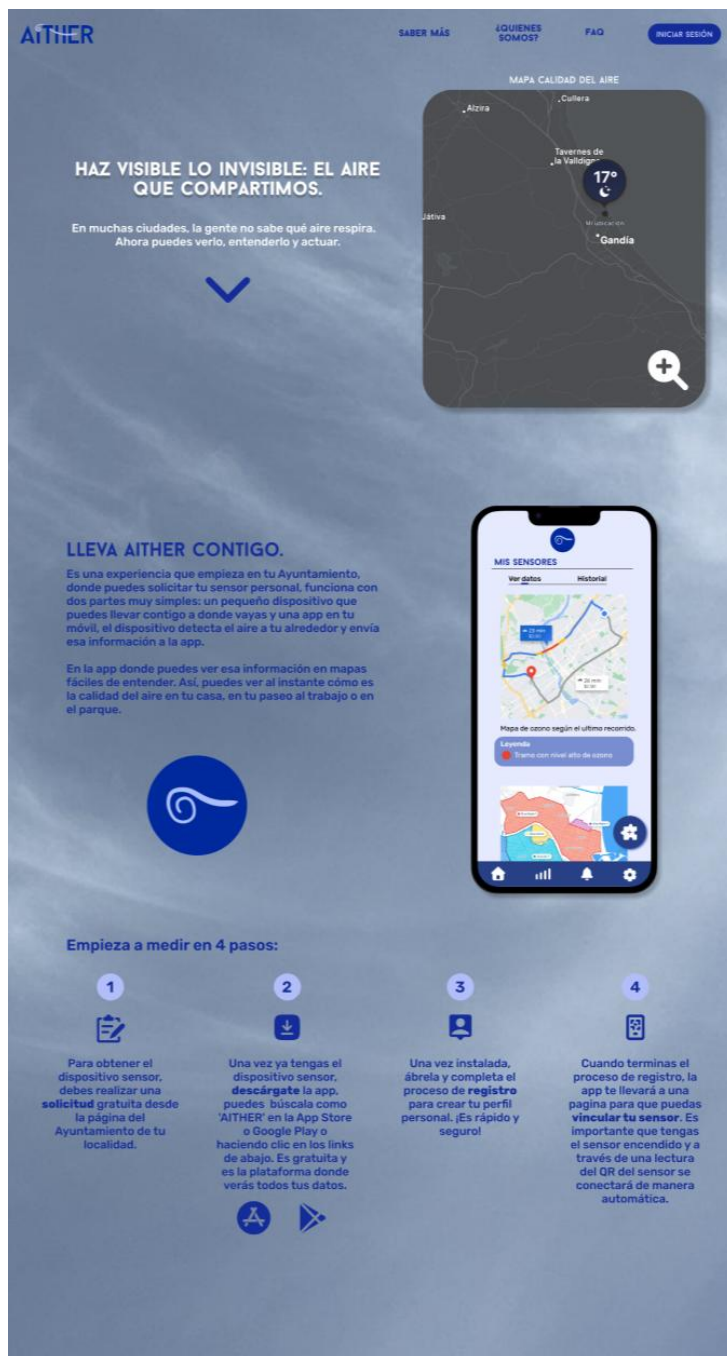 AiTHER
SABER MÁS
¿QUIENES
SOMOS?
FAQ
INICIAR SESIÓN
MAPA CALIDAD DEL AIRE
Cullera
Alzira
Tavernes de
la Valldigna
17°
Játiva
Mi ubicación
Gandía
HAZ VISIBLE LO INVISIBLE: EL AIRE
QUE COMPARTIMOS.
En muchas ciudades, la gente no sabe qué aire respira.
Ahora puedes verlo, entenderlo y actuar.
LLEVA AITHER CONTIGO.
Es una experiencia que empieza en tu Ayuntamiento,
donde puedes solicitar tu sensor personal, funciona con
dos partes muy simples: un pequeño dispositivo que
puedes llevar contigo a donde vayas y una app en tu
móvil, el dispositivo detecta el aire a tu alrededor y envía
esa información a la app.
En la app donde puedes ver esa información en mapas
fáciles de entender. Así, puedes ver al instante cómo es
la calidad del aire en tu casa, en tu paseo al trabajo o en
el parque.
MIS SENSORES
Ver datos
Historial
23 min
26 min
Mapa de ozono según el ultimo recorrido.
Leyenda
Tramo con nivel alto de ozono
Empieza a medir en 4 pasos:
1
Para obtener el
dispositivo sensor,
debes realizar una
solicitud gratuita desde
la página del
Ayuntamiento de tu
localidad.
2
Una vez ya tengas el
dispositivo sensor,
descárgate la app,
puedes búscala como
'AITHER' en la App Store
o Google Play o
haciendo clic en los links
de abajo. Es gratuita y
es la plataforma donde
verás todos tus datos.
3
Una vez instalada,
ábrela y completa el
proceso de registro
para crear tu perfil
personal. ¡Es rápido y
seguro!
4
Cuando terminas el
proceso de registro, la
app te llevará a una
pagina para que puedas
vincular tu sensor. Es
importante que tengas
el sensor encendido y a
través de una lectura
del QR del sensor se
conectará de manera
automática.